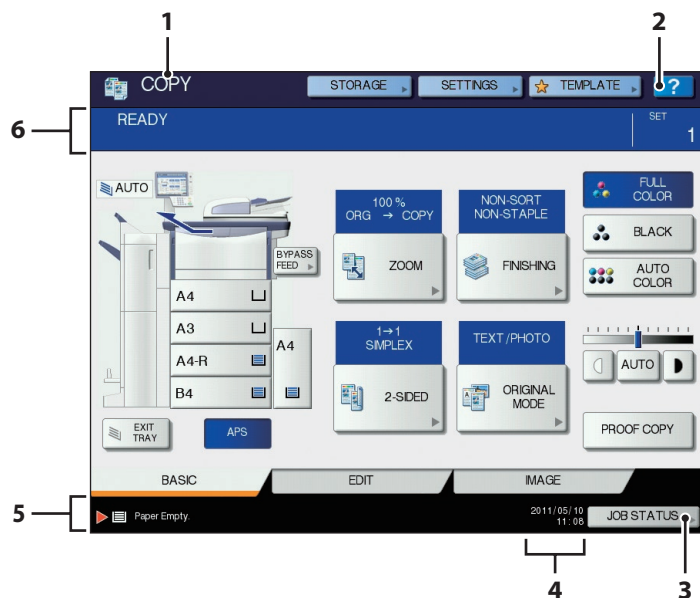 1
2
COPY
STORAGE
SETTINGS
TEMPLATE
?
6
READY
SET
1
AUTO
100 %
ORG → COPY
NON-SORT
NON-STAPLE
FULL
COLOR
BYPASS
FEED
ZOOM
FINISHING
BLACK
AUTO
COLOR
A4
A3
A4-R
B4
A4
1→1
SIMPLEX
TEXT/PHOTO
AUTO
2-SIDED
ORIGINAL
MODE
EXIT
TRAY
APS
PROOF COPY
BASIC
EDIT
IMAGE
5
Paper Empty.
2011/05/10
11:08
JOB STATUS
4
3